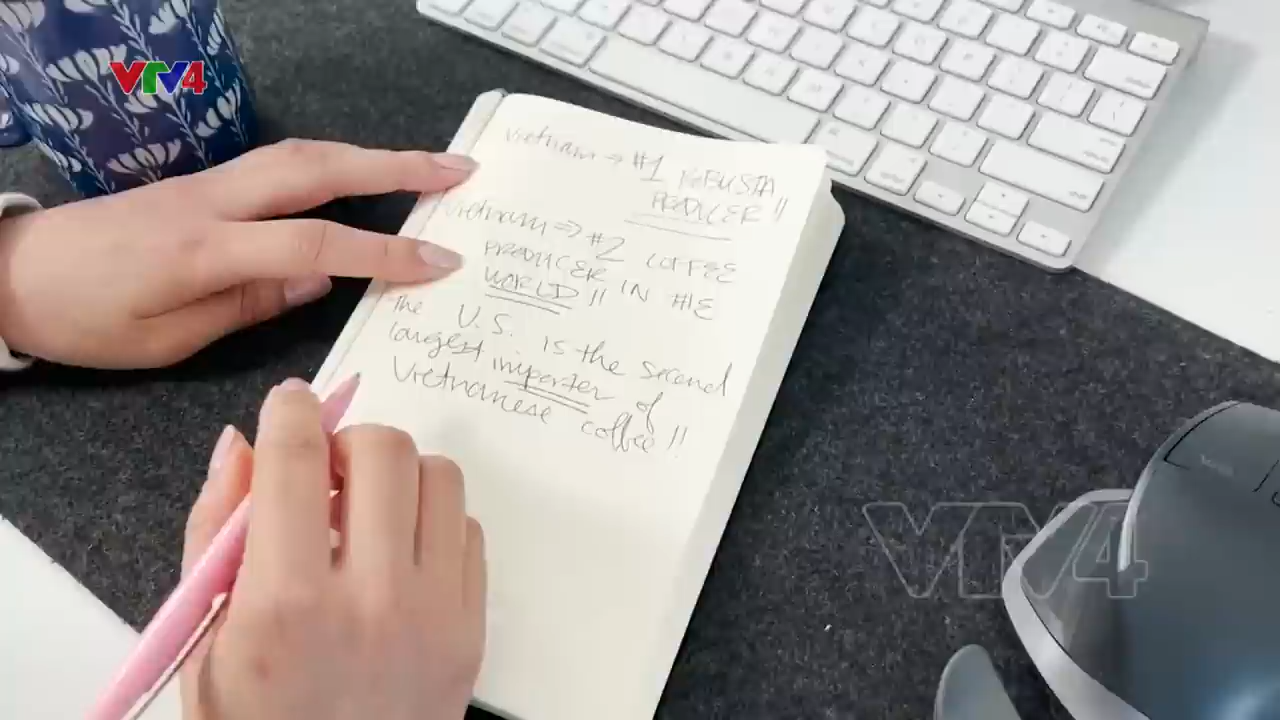 VTV4
Vietnam => #1 ROBUSTA
PRODUCER !!
Vietnam => #2 COFFEE
PRODUCER IN THE
WORLD !!
The U.S. is the second
largest importer of
Vietnamese coffee !!
VTV4